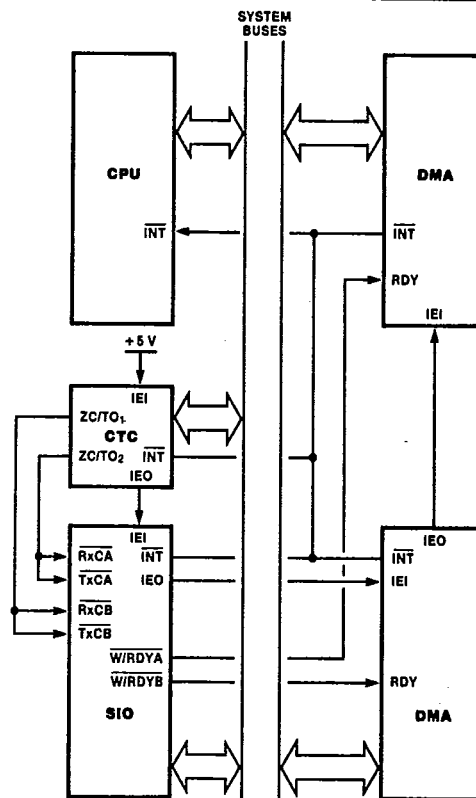 SYSTEM
BUSES
CPU
INT
DMA
INT
RDY
IEI
+5 V
IEI
ZC/TO1
CTC
ZC/TO2
INT
IEO
IEI
RxCA
INT
TxCA
IEO
RxCB
TxCB
W/RDYA
W/RDYB
SIO
IEO
INT
IEI
RDY
DMA